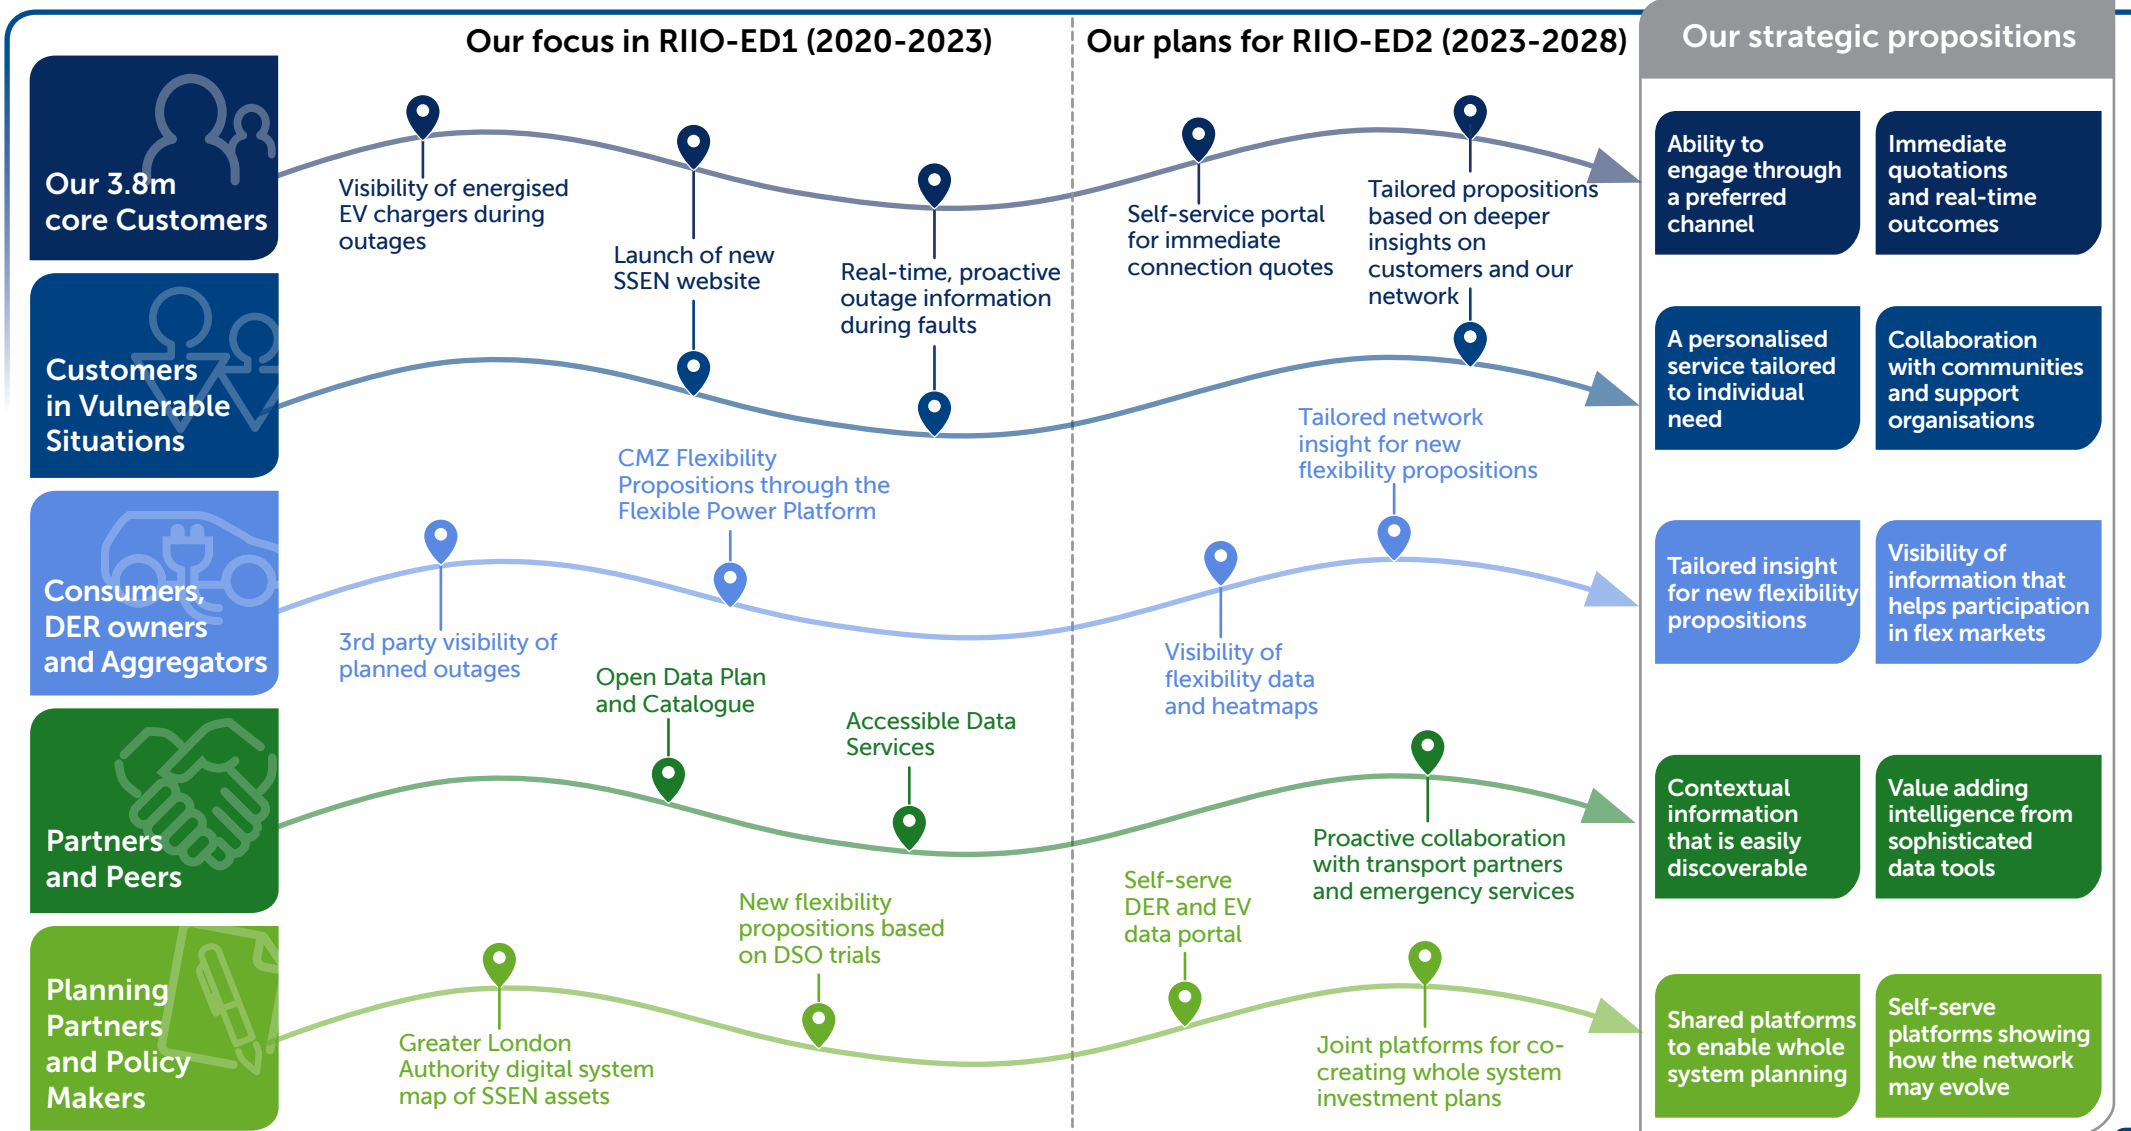 Our focus in RIIO-ED1 (2020-2023)
Our plans for RIIO-ED2 (2023-2028)
Our strategic propositions
Our 3.8m
core Customers
Visibility of energised
EV chargers during
outages
Launch of new
SSEN website
Real-time, proactive
outage information
during faults
Self-service portal
for immediate
connection quotes
Tailored propositions
based on deeper
insights on
customers and our
network
Ability to
engage through
a preferred
channel
Immediate
quotations
and real-time
outcomes
Customers
in Vulnerable
Situations
A personalised
service tailored
to individual
need
Collaboration
with communities
and support
organisations
Consumers,
DER owners
and Aggregators
3rd party visibility of
planned outages
CMZ Flexibility
Propositions through the
Flexible Power Platform
Visibility of
flexibility data
and heatmaps
Tailored network
insight for new
flexibility propositions
Tailored insight
for new flexibility
propositions
Visibility of
information that
helps participation
in flex markets
Partners
and Peers
Open Data Plan
and Catalogue
Accessible Data
Services
Proactive collaboration
with transport partners
and emergency services
Contextual
information
that is easily
discoverable
Value adding
intelligence from
sophisticated
data tools
Planning
Partners
and Policy
Makers
Greater London
Authority digital system
map of SSEN assets
New flexibility
propositions based
on DSO trials
Self-serve
DER and EV
data portal
Joint platforms for co-
creating whole system
investment plans
Shared platforms
to enable whole
system planning
Self-serve
platforms showing
how the network
may evolve